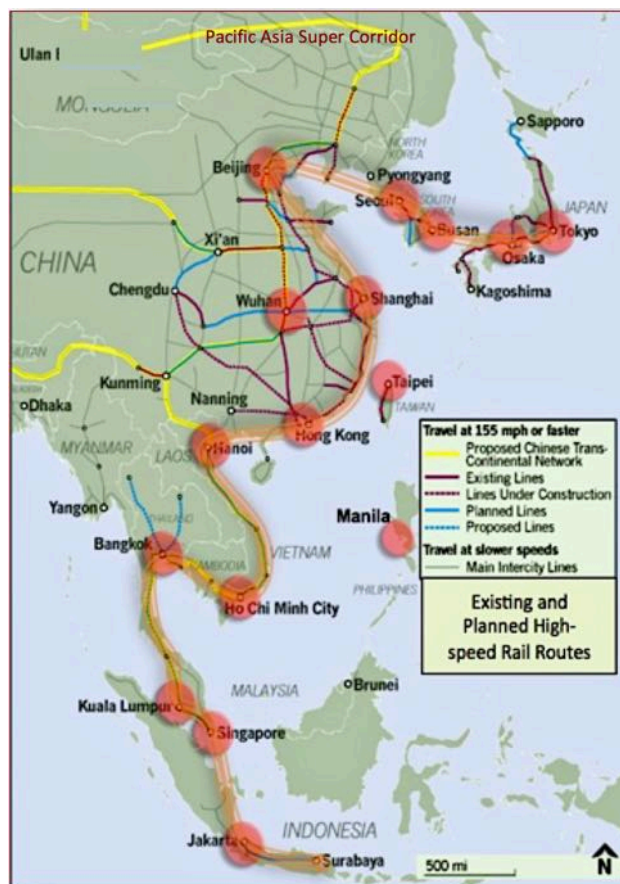 Pacific Asia Super Corridor
Ulan
MONGOLIA
Sapporo
NORTH
KOREA
Beijing
Pyongyang
Seoul
SOUTH
JAPAN
Busan
Tokyo
Osaka
Xi'an
CHINA
Kagoshima
Chengdu
Wuhan
Shanghai
Kunming
Taipei
Dhaka
Nanning
TAIWAN
Hong Kong
MYANMAR
LAOS
Hanoi
Travel at 155 mph or faster
Proposed Chinese Trans-
Continental Network
Existing Lines
Lines Under Construction
Planned Lines
Proposed Lines
Travel at slower speeds
Main Intercity Lines
Yangon
THAILAND
Manila
Bangkok
VIETNAM
CAMBODIA
PHILIPPINES
Ho Chi Minh City
Existing and
Planned High-
speed Rail Routes
MALAYSIA
Brunei
Kuala Lumpur
Singapore
Jakarta
INDONESIA
Surabaya
500 mi
N